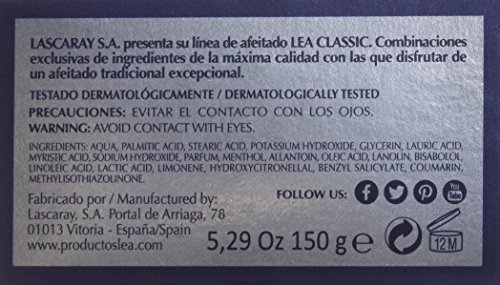 LASCARAY S.A. presenta su línea de afeitado LEA CLASSIC. Combinaciones
exclusivas de ingredientes de la máxima calidad con las que disfrutar de
un afeitado tradicional excepcional.
TESTADO DERMATOLÓGICAMENTE / DERMATOLOGICALLY TESTED
PRECAUCIONES: EVITAR EL CONTACTO CON LOS OJOS.
WARNING: AVOID CONTACT WITH EYES.
INGREDIENTS: AQUA, PALMITIC ACID, STEARIC ACID, POTASSIUM HYDROXIDE, GLYCERIN, LAURIC ACID,
MYRISTIC ACID, SODIUM HYDROXIDE, PARFUM, MENTHOL, ALLANTOIN, OLEIC ACID, LANOLIN, BISABOLOL,
LINOLEIC ACID, LACTIC ACID, LIMONENE, HYDROXYCITRONELLAL, BENZYL SALICYLATE, COUMARIN,
METHYLISOTHIAZOLINONE.
FOLLOW US:
You Tube
Fabricado por / Manufactured by:
Lascaray, S.A. Portal de Arriaga, 78
01013 Vitoria - España/Spain
www.productoslea.com
5,29 Oz 150 g e
12M